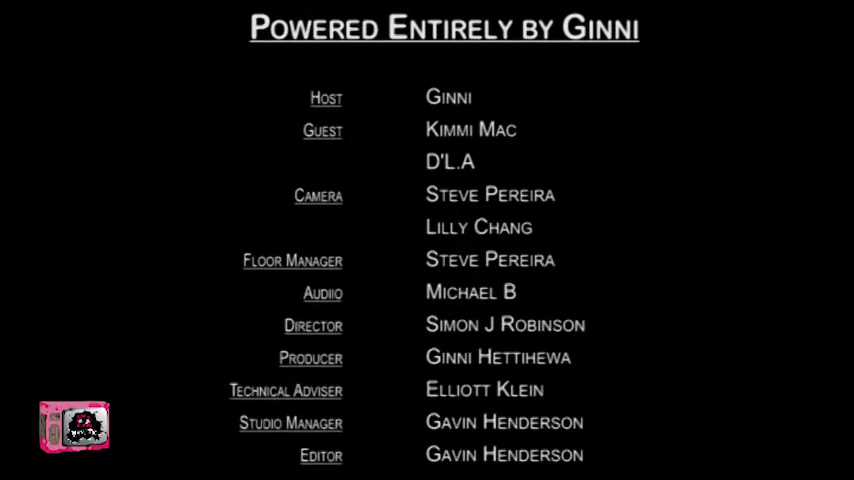 POWERED ENTIRELY BY GINNI
HOST GINNI
GUEST KIMMI MAC
D'L.A
CAMERA STEVE PEREIRA
LILLY CHANG
FLOOR MANAGER STEVE PEREIRA
AUDIIO MICHAEL B
DIRECTOR SIMON J ROBINSON
PRODUCER GINNI HETTIHEWA
TECHNICAL ADVISER ELLIOTT KLEIN
STUDIO MANAGER GAVIN HENDERSON
EDITOR GAVIN HENDERSON